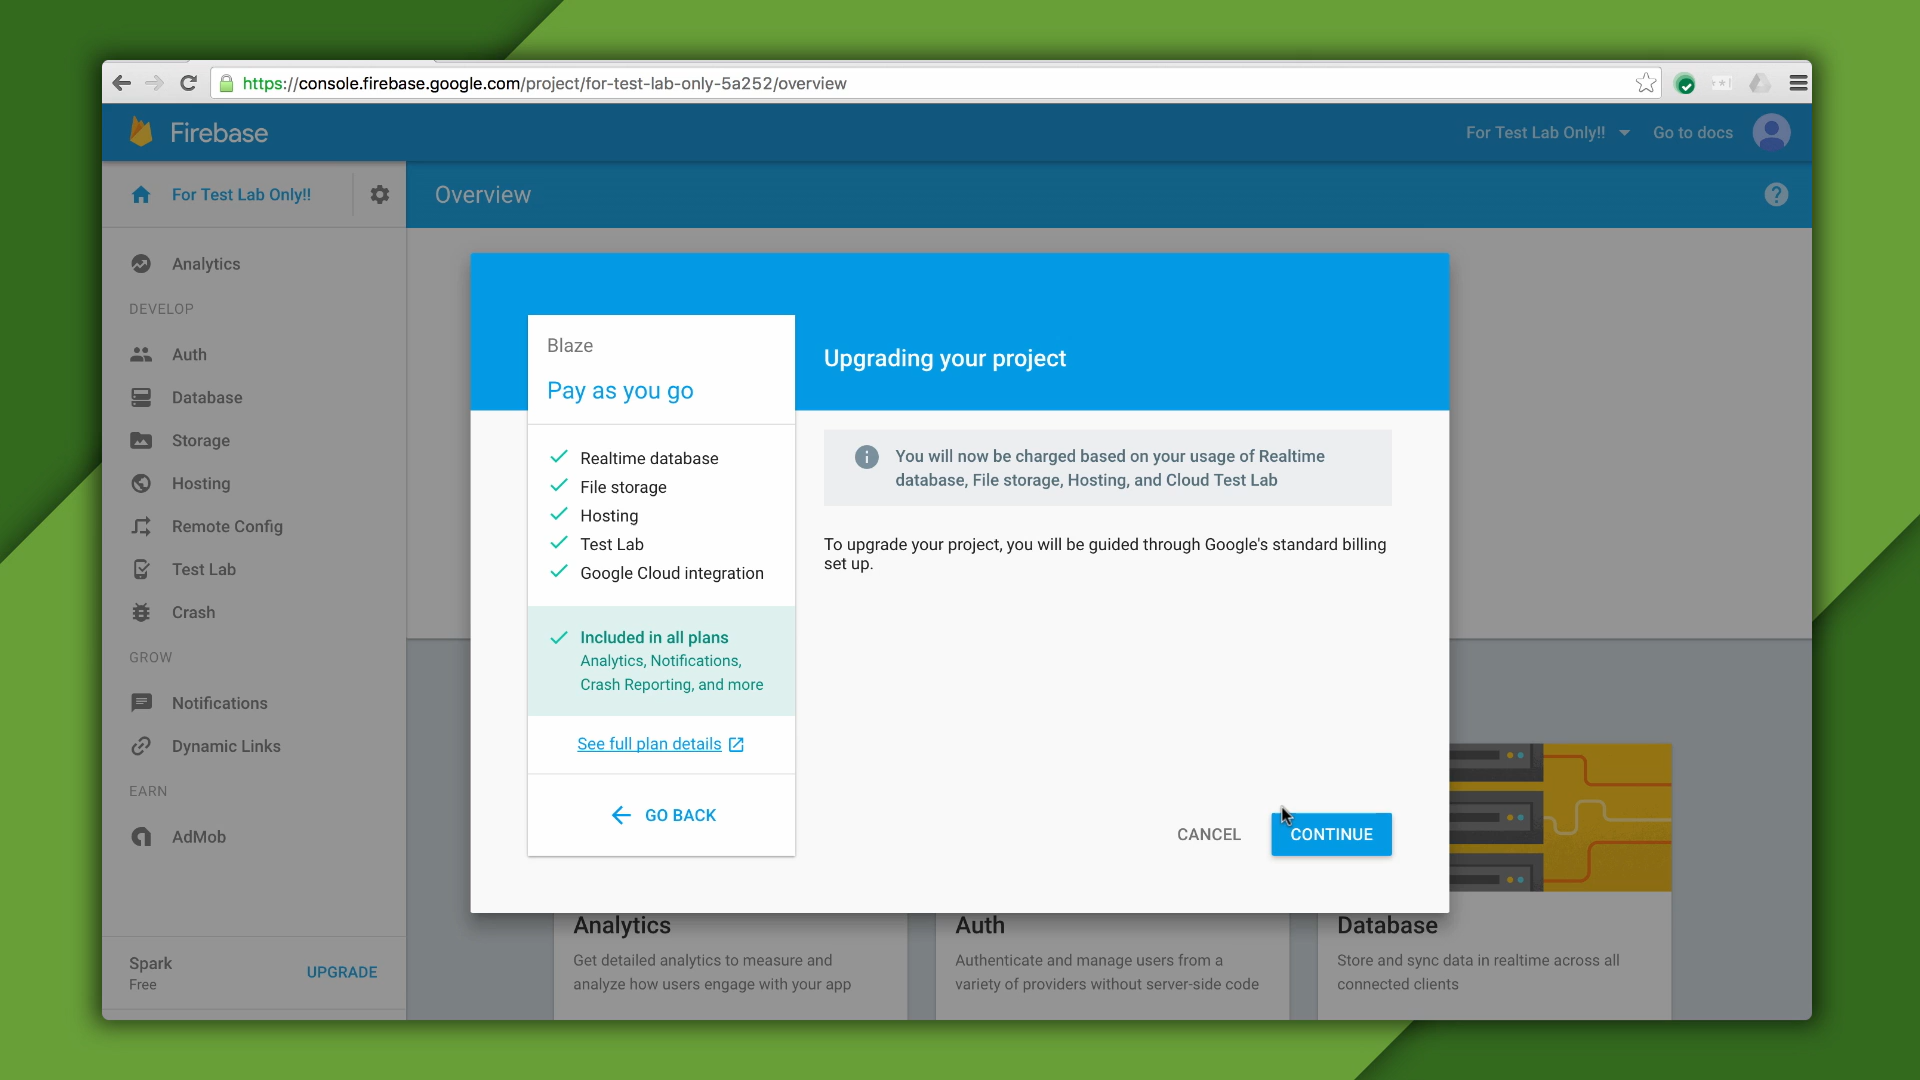 https://console.firebase.google.com/project/for-test-lab-only-5a252/overview
Firebase
For Test Lab Only!!
Go to docs
For Test Lab Only!!
Overview
Analytics
DEVELOP
Auth
Database
Storage
Hosting
Remote Config
Test Lab
Crash
GROW
Notifications
Dynamic Links
EARN
AdMob
Spark
Free
UPGRADE
Blaze
Pay as you go
Realtime database
File storage
Hosting
Test Lab
Google Cloud integration
Included in all plans
Analytics, Notifications,
Crash Reporting, and more
See full plan details
GO BACK
Upgrading your project
You will now be charged based on your usage of Realtime
database, File storage, Hosting, and Cloud Test Lab
To upgrade your project, you will be guided through Google's standard billing
set up.
CANCEL
CONTINUE
Analytics
Get detailed analytics to measure and
analyze how users engage with your app
Auth
Authenticate and manage users from a
variety of providers without server-side code
Database
Store and sync data in realtime across all
connected clients